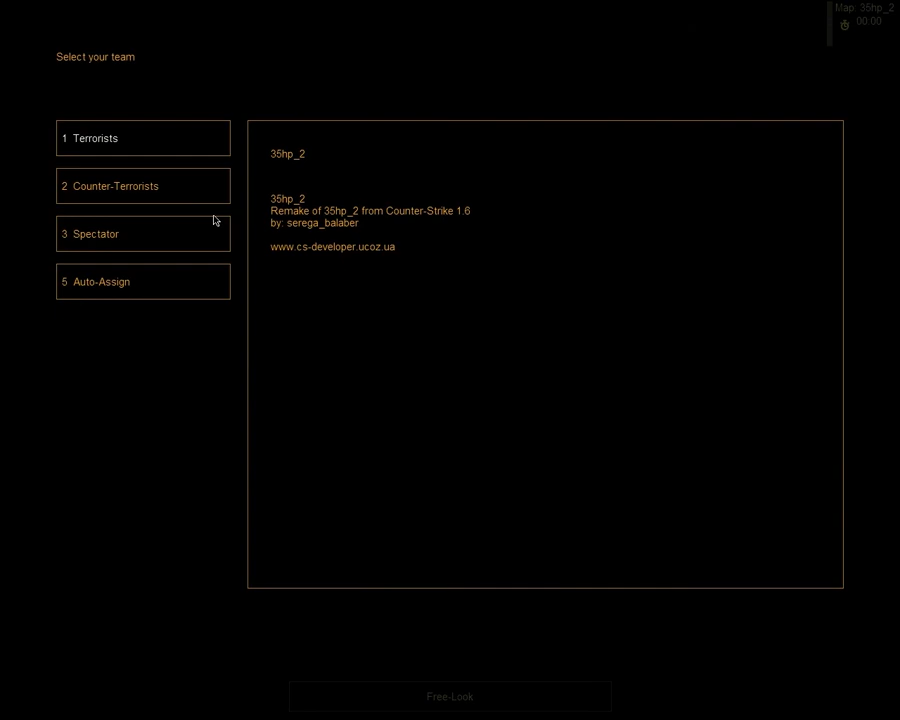 Map: 35hp_2
00:00
Select your team
1 Terrorists
2 Counter-Terrorists
3 Spectator
5 Auto-Assign
35hp_2
35hp_2
Remake of 35hp_2 from Counter-Strike 1.6
by: serega_balaber
www.cs-developer.ucoz.ua
Free-Look